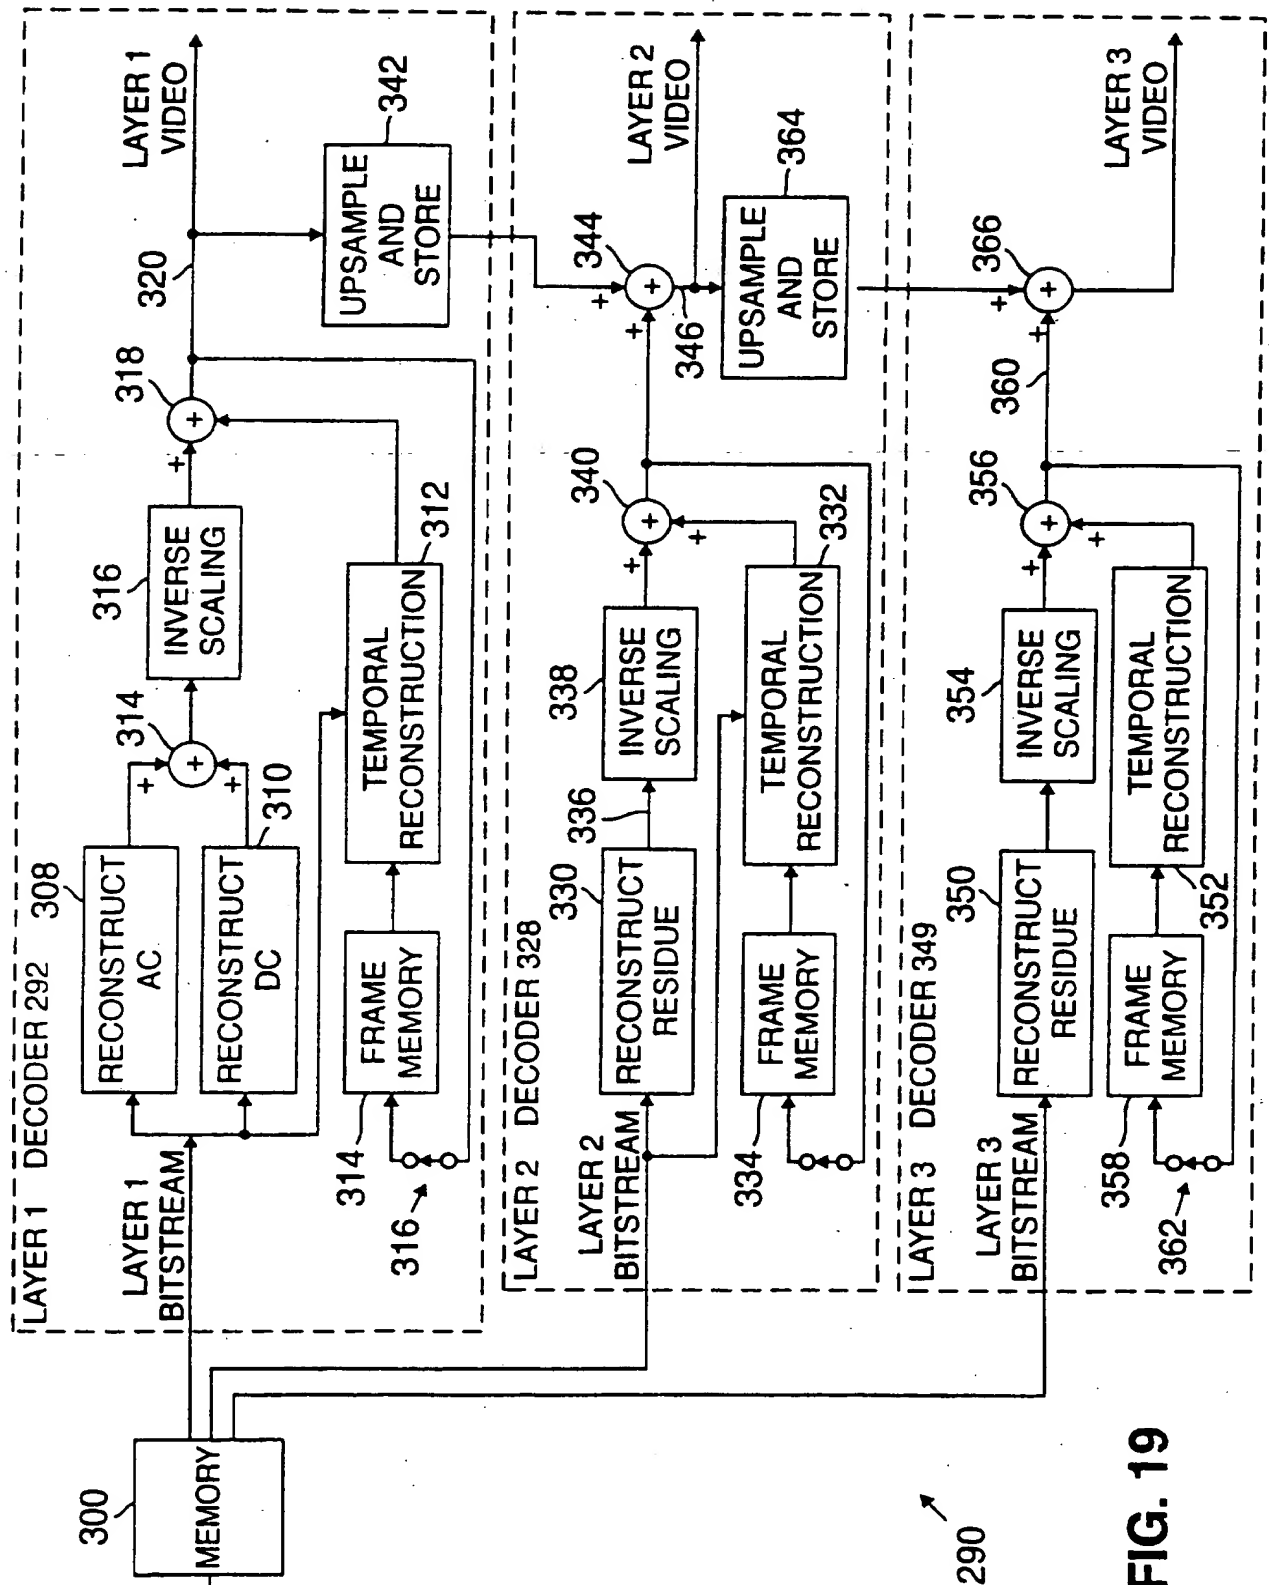 300
MEMORY
LAYER 1 DECODER 292
LAYER 1
BITSTREAM
308
RECONSTRUCT
AC
RECONSTRUCT
DC
310
314
+
+
+
316
INVERSE
SCALING
+
318
+
320
LAYER 1
VIDEO
314
FRAME
MEMORY
316
TEMPORAL
RECONSTRUCTION
312
UPSAMPLE
AND
STORE
342
LAYER 2 DECODER 328
LAYER 2
BITSTREAM
330
RECONSTRUCT
RESIDUE
336
338
INVERSE
SCALING
+
340
+
+
344
+
+
+
346
LAYER 2
VIDEO
334
FRAME
MEMORY
TEMPORAL
RECONSTRUCTION
332
UPSAMPLE
AND
STORE
364
LAYER 3 DECODER 349
LAYER 3
BITSTREAM
350
RECONSTRUCT
RESIDUE
354
INVERSE
SCALING
+
356
+
+
360
+
+
366
+
LAYER 3
VIDEO
358
362
FRAME
MEMORY
352
TEMPORAL
RECONSTRUCTION
290
FIG. 19